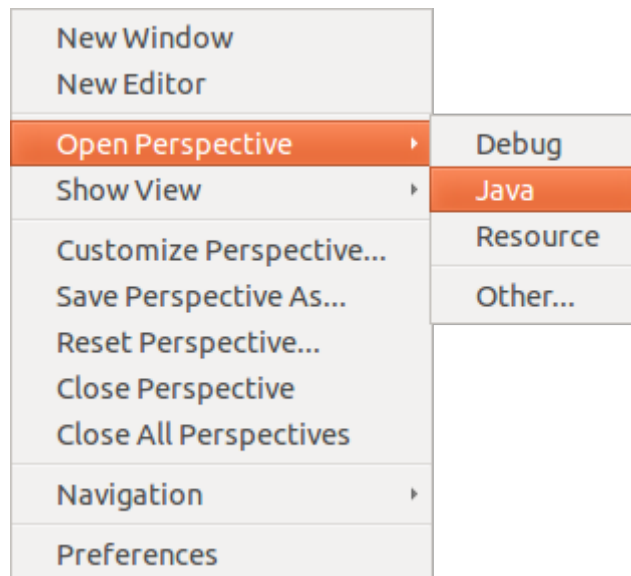 New Window
New Editor
Open Perspective
Show View
Customize Perspective...
Save Perspective As...
Reset Perspective...
Close Perspective
Close All Perspectives
Navigation
Preferences
Debug
Java
Resource
Other...